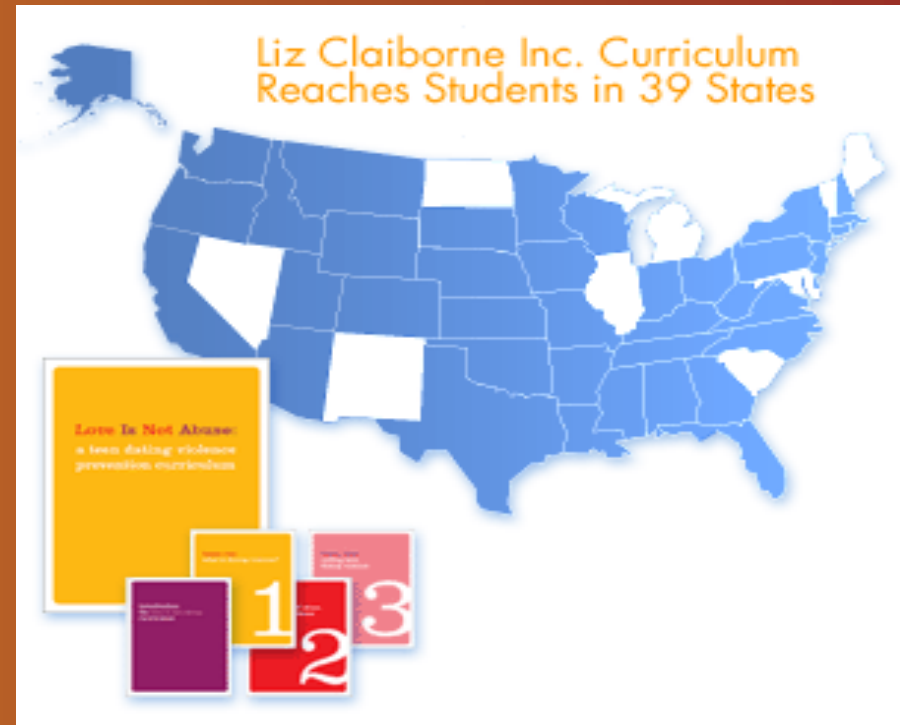 Liz Claiborne Inc. Curriculum
Reaches Students in 39 States
Love Is Not Abuse:
a teen dating violence
prevention curriculum
1
2
3